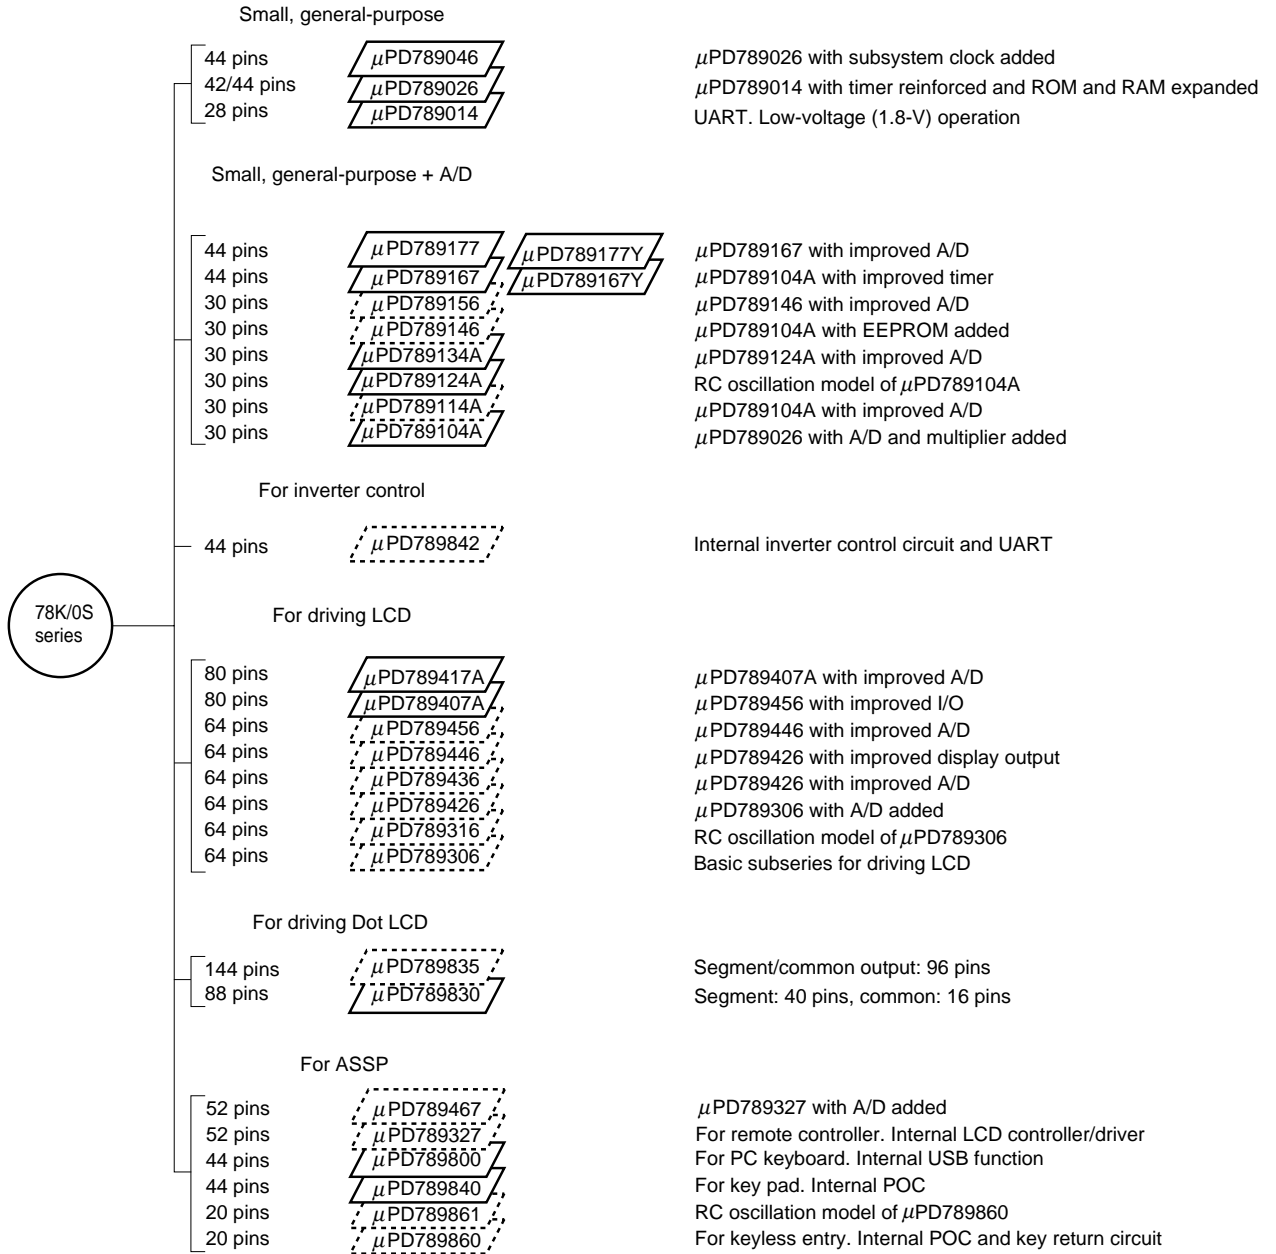 Small, general-purpose
44 pins μPD789046 μPD789026 with subsystem clock added
42/44 pins μPD789026 μPD789014 with timer reinforced and ROM and RAM expanded
28 pins μPD789014 UART. Low-voltage (1.8-V) operation
Small, general-purpose + A/D
44 pins μPD789177 μPD789177Y μPD789167 with improved A/D
44 pins μPD789167 μPD789167Y μPD789104A with improved timer
30 pins μPD789156 μPD789146 with improved A/D
30 pins μPD789146 μPD789104A with EEPROM added
30 pins μPD789134A μPD789124A with improved A/D
30 pins μPD789124A RC oscillation model of μPD789104A
30 pins μPD789114A μPD789104A with improved A/D
30 pins μPD789104A μPD789026 with A/D and multiplier added
For inverter control
44 pins μPD789842 Internal inverter control circuit and UART
78K/0S
series
For driving LCD
80 pins μPD789417A μPD789407A with improved A/D
80 pins μPD789407A μPD789456 with improved I/O
64 pins μPD789456 μPD789446 with improved A/D
64 pins μPD789446 μPD789426 with improved display output
64 pins μPD789436 μPD789426 with improved A/D
64 pins μPD789426 μPD789306 with A/D added
64 pins μPD789316 RC oscillation model of μPD789306
64 pins μPD789306 Basic subseries for driving LCD
For driving Dot LCD
144 pins μPD789835 Segment/common output: 96 pins
88 pins μPD789830 Segment: 40 pins, common: 16 pins
For ASSP
52 pins μPD789467 μPD789327 with A/D added
52 pins μPD789327 For remote controller. Internal LCD controller/driver
44 pins μPD789800 For PC keyboard. Internal USB function
44 pins μPD789840 For key pad. Internal POC
20 pins μPD789861 RC oscillation model of μPD789860
20 pins μPD789860 For keyless entry. Internal POC and key return circuit